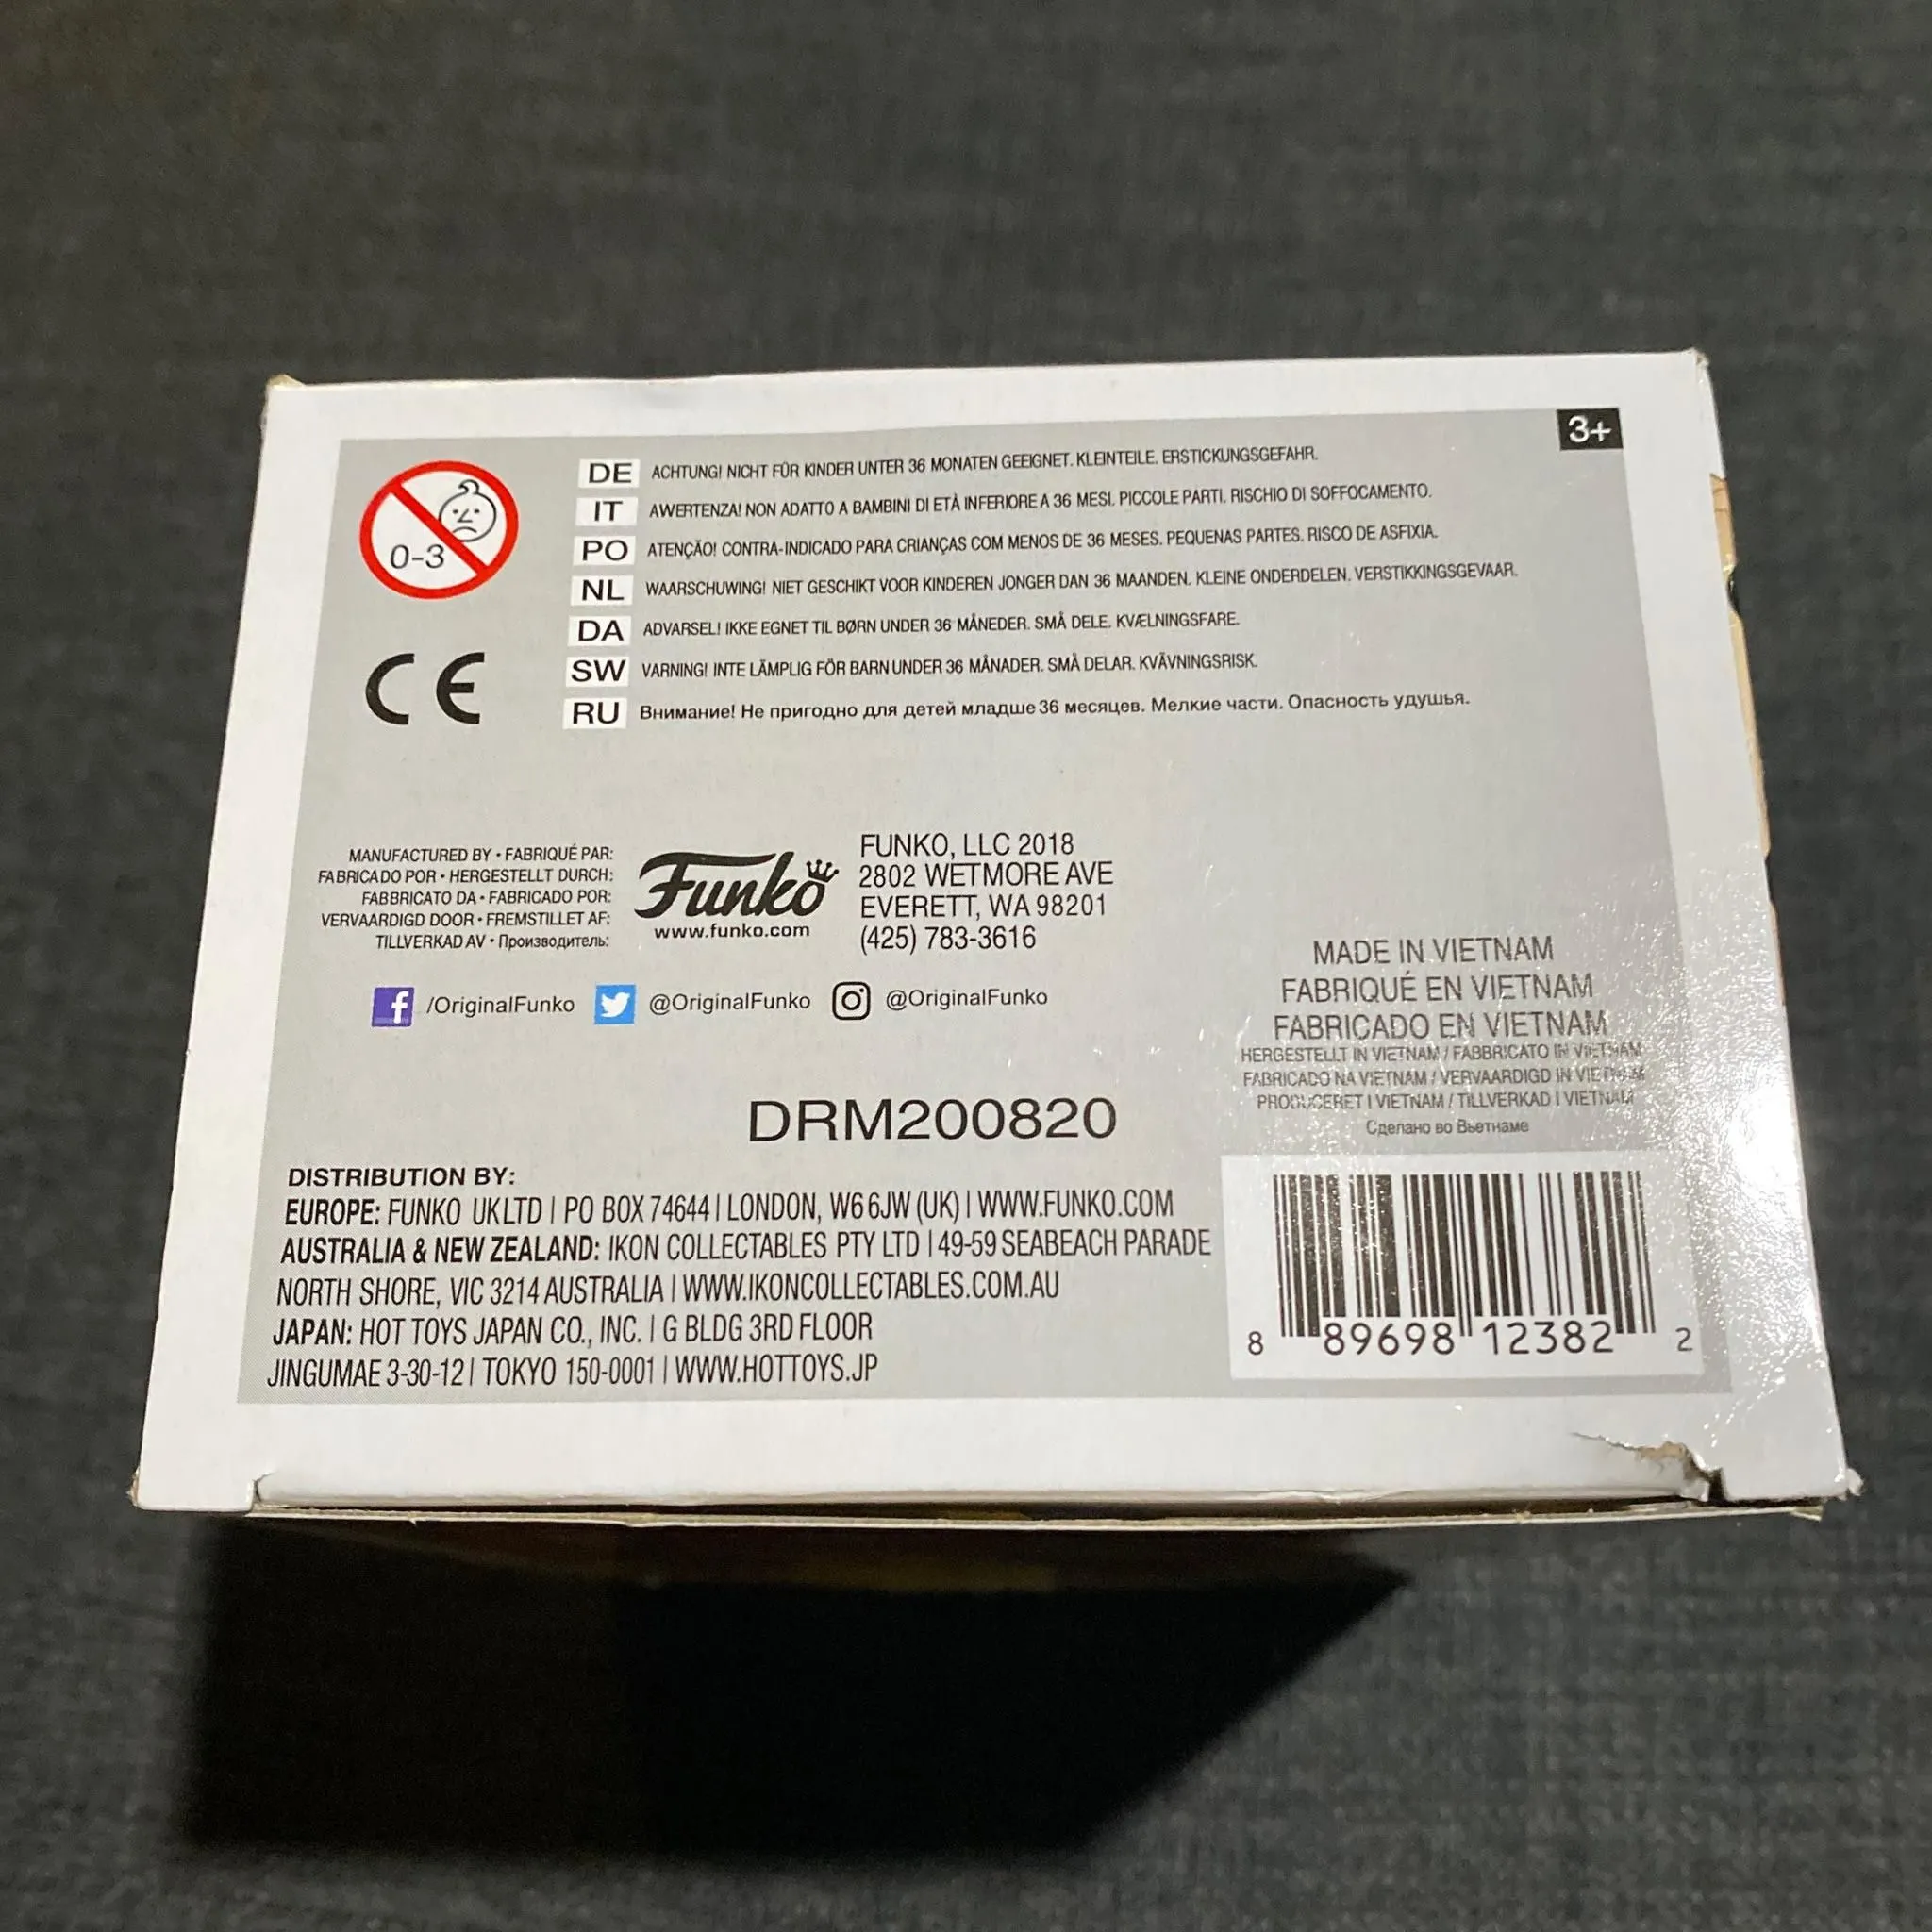 3+
0-3
DE ACHTUNG! NICHT FÜR KINDER UNTER 36 MONATEN GEEIGNET. KLEINTEILE. ERSTICKUNGSGEFAHR.
IT AWERTENZA! NON ADATTO A BAMBINI DI ETÀ INFERIORE A 36 MESI. PICCOLE PARTI. RISCHIO DI SOFFOCAMENTO.
PO ATENÇÃO! CONTRA-INDICADO PARA CRIANÇAS COM MENOS DE 36 MESES. PEQUENAS PARTES. RISCO DE ASFIXIA.
NL WAARSCHUWING! NIET GESCHIKT VOOR KINDEREN JONGER DAN 36 MAANDEN. KLEINE ONDERDELEN. VERSTIKKINGSGEVAAR.
DA ADVARSEL! IKKE EGNET TIL BØRN UNDER 36 MÅNEDER. SMÅ DELE. KVÆLNINGSFARE.
SW VARNING! INTE LÄMPLIG FÖR BARN UNDER 36 MÅNADER. SMÅ DELAR. KVÄVNINGSRISK.
RU Внимание! Не пригодно для детей младше 36 месяцев. Мелкие части. Опасность удушья.
CE
MANUFACTURED BY • FABRIQUÉ PAR:
FABRICADO POR • HERGESTELLT DURCH:
FABBRICATO DA • FABRICADO POR:
VERVAARDIGD DOOR • FREMSTILLET AF:
TILLVERKAD AV • Производитель:
Funko
www.funko.com
FUNKO, LLC 2018
2802 WETMORE AVE
EVERETT, WA 98201
(425) 783-3616
f /OriginalFunko @OriginalFunko @OriginalFunko
MADE IN VIETNAM
FABRIQUÉ EN VIETNAM
FABRICADO EN VIETNAM
HERGESTELLT IN VIETNAM / FABBRICATO IN VIETNAM
FABRICADO NA VIETNAM / VERVAARDIGD IN VIETNAM
PRODUCERET I VIETNAM / TILLVERKAD I VIETNAM
Сделано во Вьетнаме
DRM200820
DISTRIBUTION BY:
EUROPE: FUNKO UK LTD | PO BOX 74644 | LONDON, W6 6JW (UK) | WWW.FUNKO.COM
AUSTRALIA & NEW ZEALAND: IKON COLLECTABLES PTY LTD | 49-59 SEABEACH PARADE
NORTH SHORE, VIC 3214 AUSTRALIA | WWW.IKONCOLLECTABLES.COM.AU
JAPAN: HOT TOYS JAPAN CO., INC. | G BLDG 3RD FLOOR
JINGUMAE 3-30-12 | TOKYO 150-0001 | WWW.HOTTOYS.JP
8 89698 12382 2